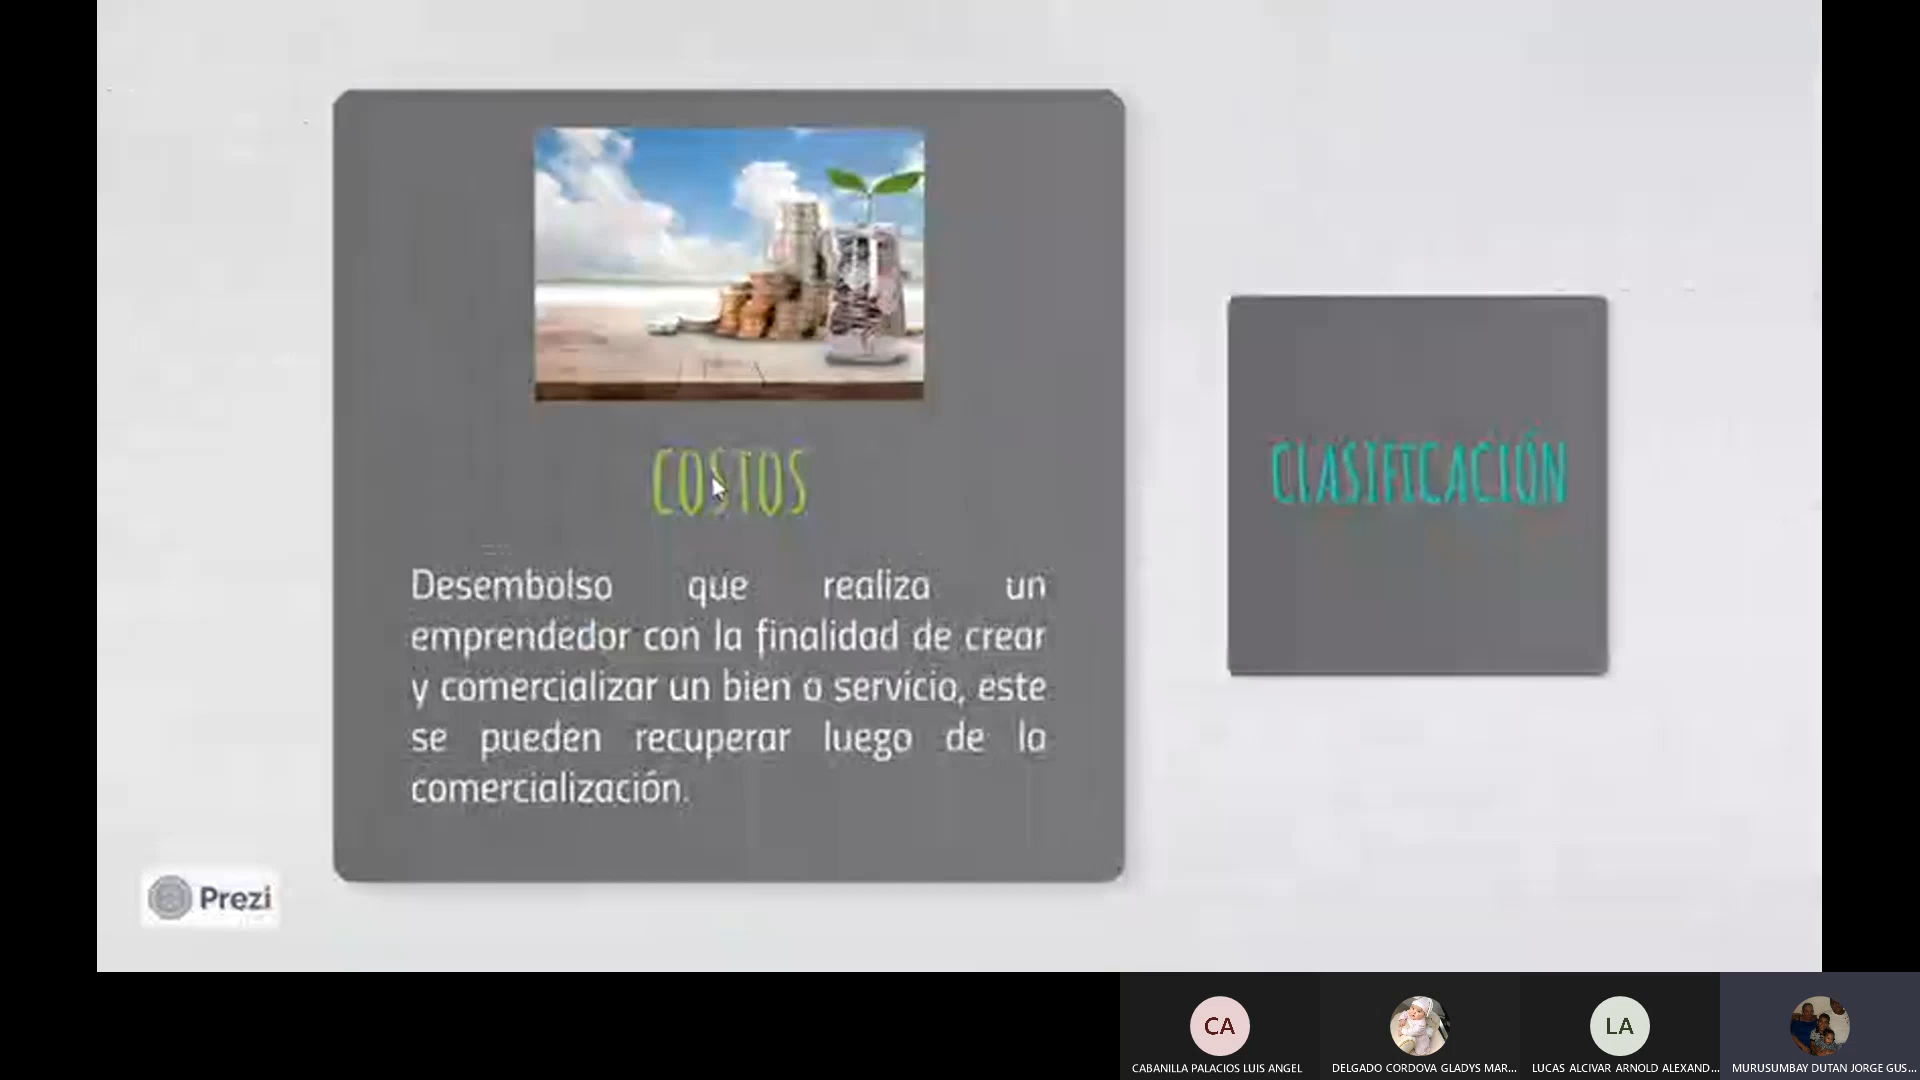 COSTOS
Desembolso que realiza un
emprendedor con la finalidad de crear
y comercializar un bien o servicio, este
se pueden recuperar luego de la
comercialización.
CLASIFICACIÓN
Prezi
CA
LA
CABANILLA PALACIOS LUIS ANGEL
DELGADO CORDOVA GLADYS MAR...
LUCAS ALCIVAR ARNOLD ALEXAND...
MURUSUMBAY DUTAN JORGE GUS...